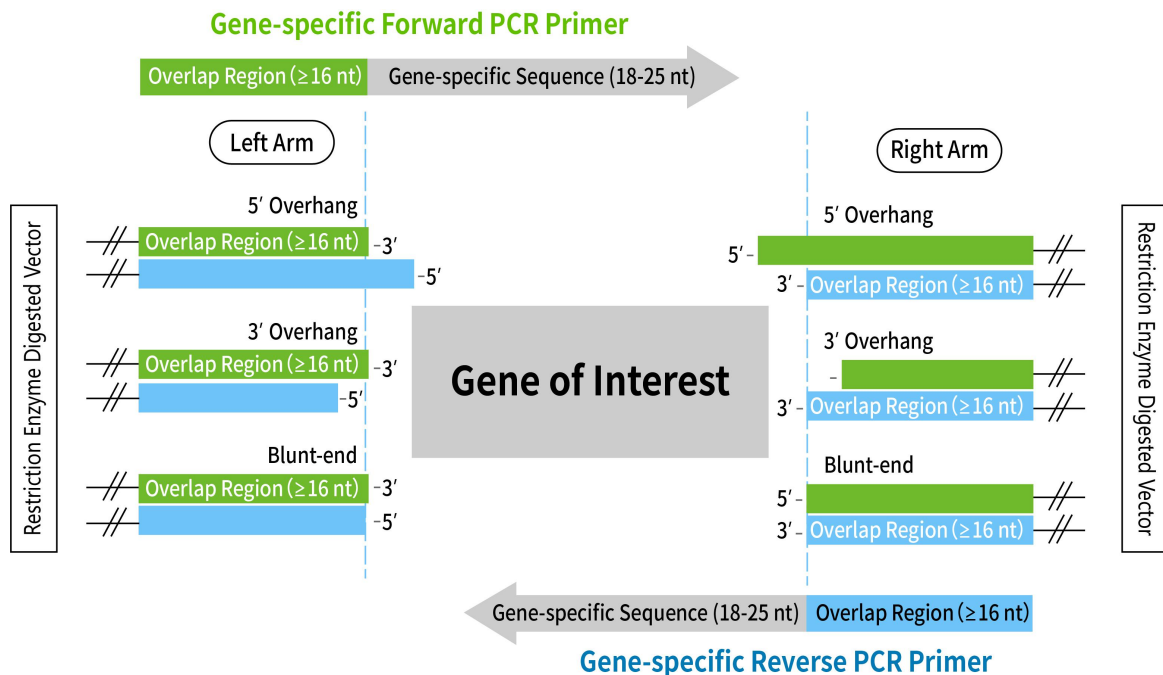 Gene-specific Forward PCR Primer
Overlap Region (≥16 nt)
Gene-specific Sequence (18-25 nt)
Left Arm
Right Arm
Restriction Enzyme Digested Vector
5′ Overhang
Overlap Region (≥16 nt)
-3′
-5′
3′ Overhang
Overlap Region (≥16 nt)
-3′
-5′
Blunt-end
Overlap Region (≥16 nt)
-3′
-5′
Gene of Interest
5′ Overhang
5′ -
3′ -
Overlap Region (≥16 nt)
3′ Overhang
-
3′ -
Overlap Region (≥16 nt)
Blunt-end
5′ -
3′ -
Overlap Region (≥16 nt)
Restriction Enzyme Digested Vector
Gene-specific Sequence (18-25 nt)
Overlap Region (≥16 nt)
Gene-specific Reverse PCR Primer